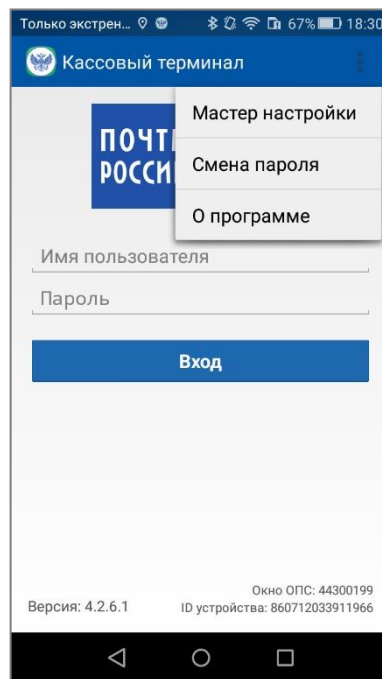 Только экстрен... 67% 18:30
Кассовый терминал
Мастер настройки
Смена пароля
О программе
ПОЧТ
РОССИ
Имя пользователя
Пароль
Вход
Окно ОПС: 44300199
Версия: 4.2.6.1 ID устройства: 860712033911966